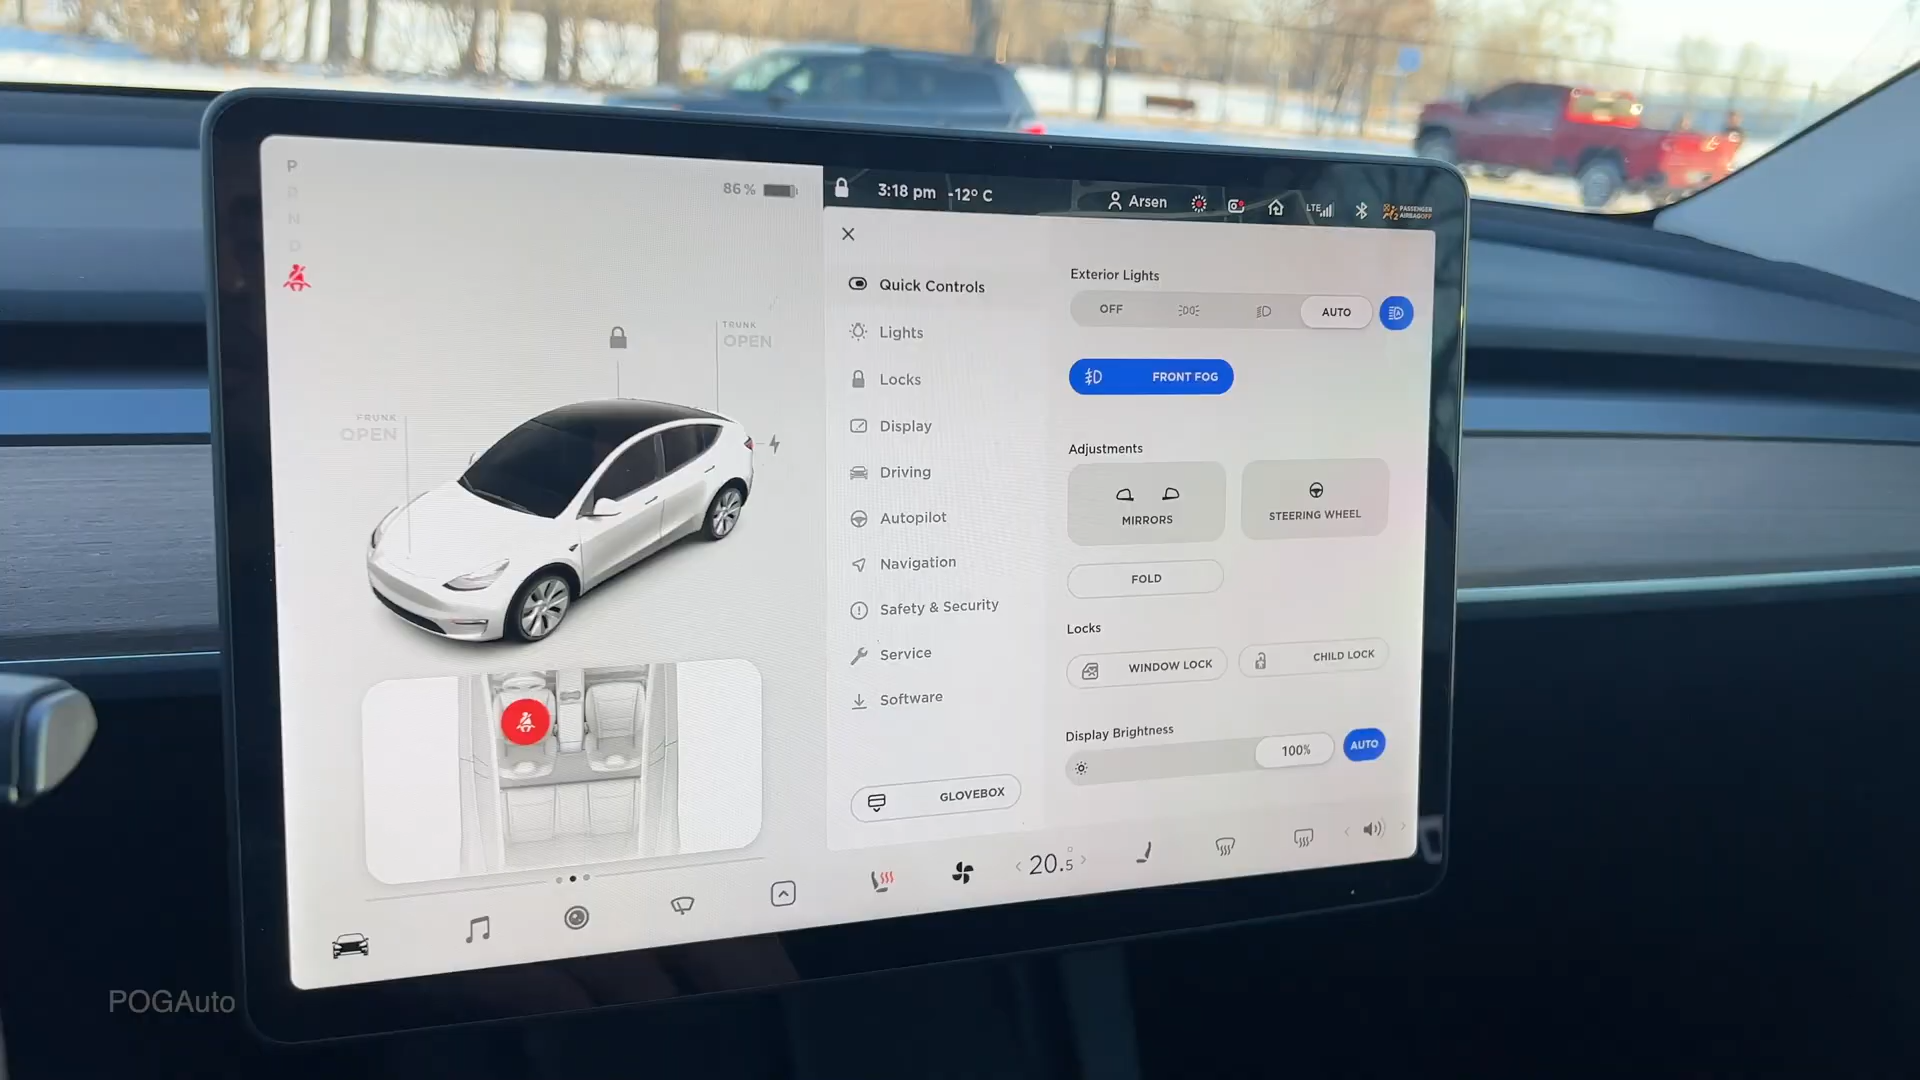 P
R
N
D
86 %
3:18 pm -12° C
Arsen
LTE
PASSENGER
AIRBAG OFF
Quick Controls
Lights
Locks
Display
Driving
Autopilot
Navigation
Safety & Security
Service
Software
GLOVEBOX
TRUNK
OPEN
FRUNK
OPEN
Exterior Lights
OFF
AUTO
FRONT FOG
Adjustments
MIRRORS
STEERING WHEEL
FOLD
Locks
WINDOW LOCK
CHILD LOCK
Display Brightness
100%
AUTO
20.5°
POGAuto